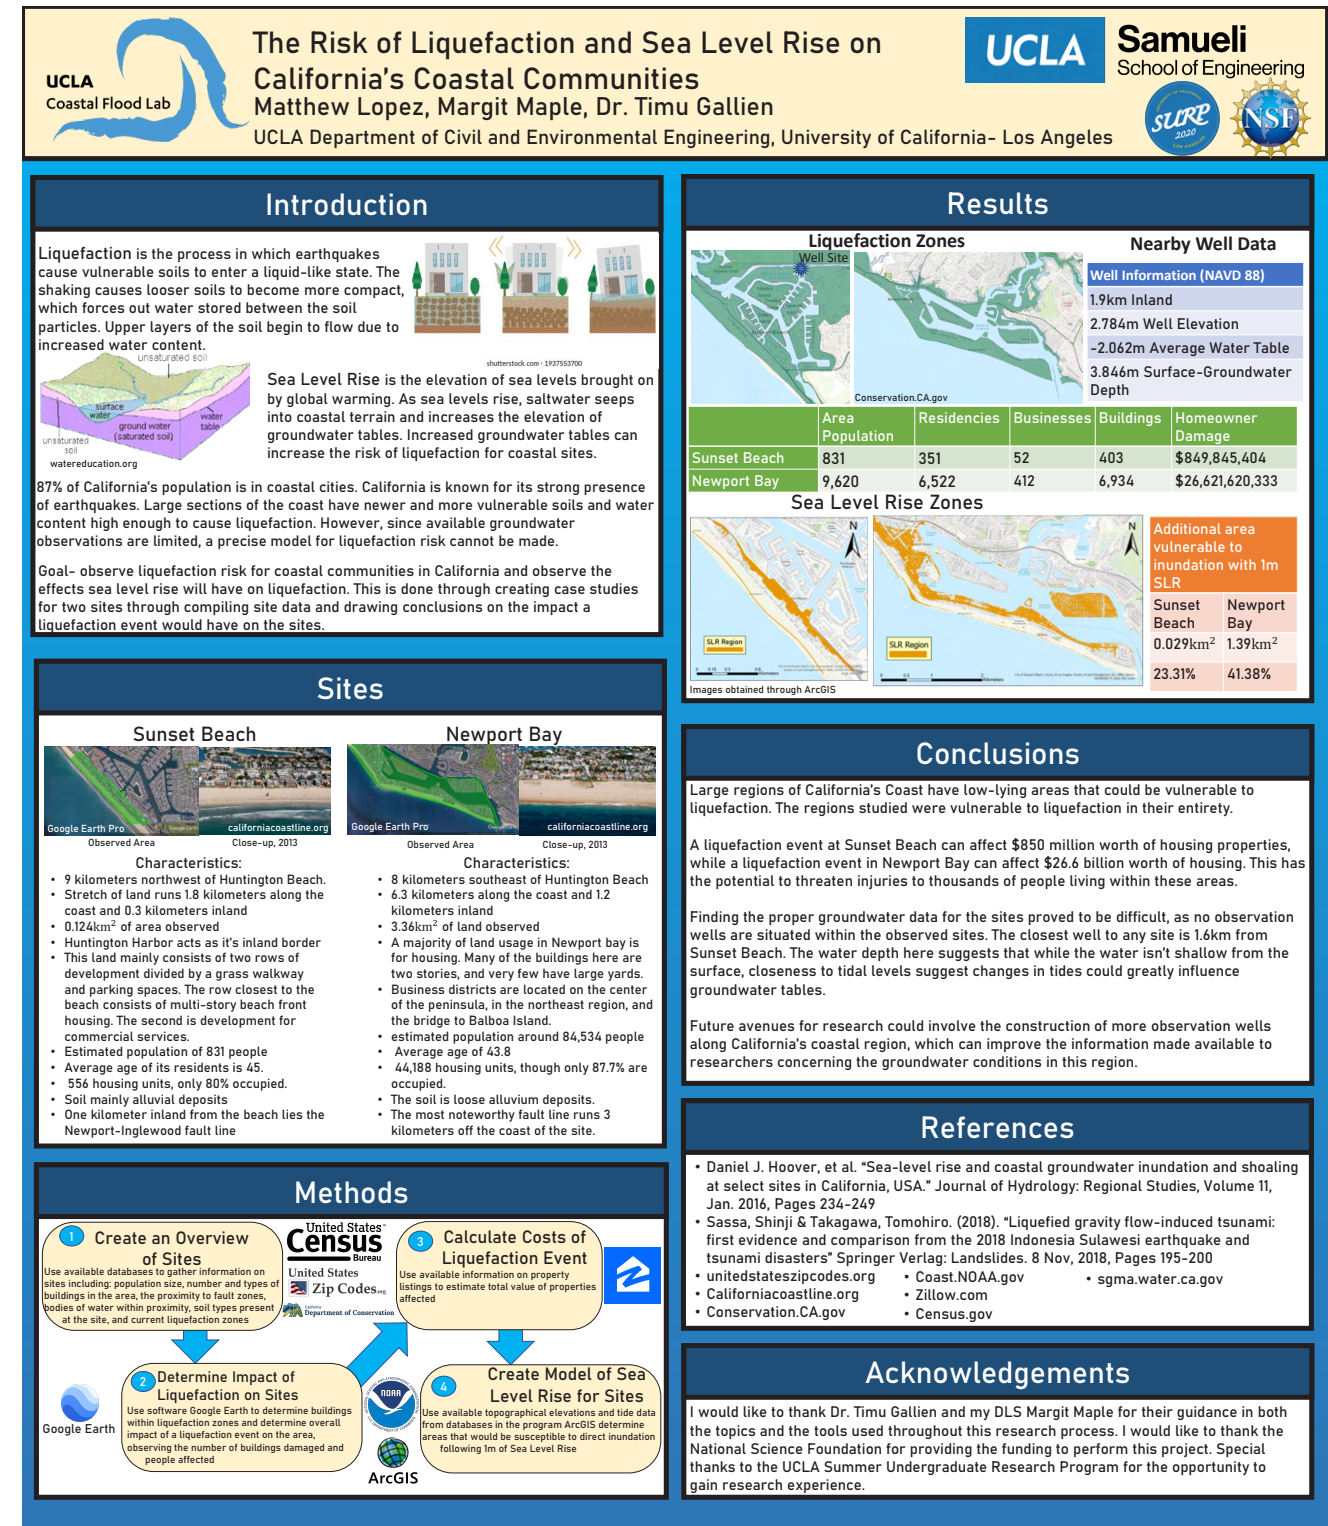 UCLA
Coastal Flood Lab
The Risk of Liquefaction and Sea Level Rise on
California's Coastal Communities
Matthew Lopez, Margit Maple, Dr. Timu Gallien
UCLA Department of Civil and Environmental Engineering, University of California- Los Angeles
UCLA
Samueli
School of Engineering
SURE
2020
NSF
Introduction
Liquefaction is the process in which earthquakes
cause vulnerable soils to enter a liquid-like state. The
shaking causes looser soils to become more compact,
which forces out water stored between the soil
particles. Upper layers of the soil begin to flow due to
increased water content.
shutterstock.com · 1937553700
unsaturated soil
surface
water
ground water
(saturated soil)
water
table
unsaturated
soil
watereducation.org
Sea Level Rise is the elevation of sea levels brought on
by global warming. As sea levels rise, saltwater seeps
into coastal terrain and increases the elevation of
groundwater tables. Increased groundwater tables can
increase the risk of liquefaction for coastal sites.
87% of California's population is in coastal cities. California is known for its strong presence
of earthquakes. Large sections of the coast have newer and more vulnerable soils and water
content high enough to cause liquefaction. However, since available groundwater
observations are limited, a precise model for liquefaction risk cannot be made.
Goal- observe liquefaction risk for coastal communities in California and observe the
effects sea level rise will have on liquefaction. This is done through creating case studies
for two sites through compiling site data and drawing conclusions on the impact a
liquefaction event would have on the sites.
Sites
Sunset Beach
Google Earth Pro
californiacoastline.org
Observed Area
Close-up, 2013
Characteristics:
• 9 kilometers northwest of Huntington Beach.
• Stretch of land runs 1.8 kilometers along the
coast and 0.3 kilometers inland
• 0.124km² of area observed
• Huntington Harbor acts as it's inland border
• This land mainly consists of two rows of
development divided by a grass walkway
and parking spaces. The row closest to the
beach consists of multi-story beach front
housing. The second is development for
commercial services.
• Estimated population of 831 people
• Average age of its residents is 45.
• 556 housing units, only 80% occupied.
• Soil mainly alluvial deposits
• One kilometer inland from the beach lies the
Newport-Inglewood fault line
Newport Bay
Google Earth Pro
californiacoastline.org
Observed Area
Close-up, 2013
Characteristics:
• 8 kilometers southeast of Huntington Beach
• 6.3 kilometers along the coast and 1.2
kilometers inland
• 3.36km² of land observed
• A majority of land usage in Newport bay is
for housing. Many of the buildings here are
two stories, and very few have large yards.
• Business districts are located on the center
of the peninsula, in the northeast region, and
the bridge to Balboa Island.
• estimated population around 84,534 people
• Average age of 43.8
• 44,188 housing units, though only 87.7% are
occupied.
• The soil is loose alluvium deposits.
• The most noteworthy fault line runs 3
kilometers off the coast of the site.
Methods
1
Create an Overview
of Sites
Use available databases to gather information on
sites including: population size, number and types of
buildings in the area, the proximity to fault zones,
bodies of water within proximity, soil types present
at the site, and current liquefaction zones
United States
Census
Bureau
United States
Zip Codes.org
California
Department of Conservation
3
Calculate Costs of
Liquefaction Event
Use available information on property
listings to estimate total value of properties
affected
Google Earth
2
Determine Impact of
Liquefaction on Sites
Use software Google Earth to determine buildings
within liquefaction zones and determine overall
impact of a liquefaction event on the area,
observing the number of buildings damaged and
people affected
NOAA
ArcGIS
4
Create Model of Sea
Level Rise for Sites
Use available topographical elevations and tide data
from databases in the program ArcGIS determine
areas that would be susceptible to direct inundation
following 1m of Sea Level Rise
Results
Liquefaction Zones
Well Site
Conservation.CA.gov
Nearby Well Data
Well Information (NAVD 88)
1.9km Inland
2.784m Well Elevation
-2.062m Average Water Table
3.846m Surface-Groundwater
Depth
Area
Population
Residencies
Businesses
Buildings
Homeowner
Damage
Sunset Beach 831 351 52 403 $849,845,404
Newport Bay 9,620 6,522 412 6,934 $26,621,620,333
Sea Level Rise Zones
N
SLR Region
N
SLR Region
Images obtained through ArcGIS
Additional area
vulnerable to
inundation with 1m
SLR
Sunset
Beach
Newport
Bay
0.029km² 1.39km²
23.31% 41.38%
Conclusions
Large regions of California's Coast have low-lying areas that could be vulnerable to
liquefaction. The regions studied were vulnerable to liquefaction in their entirety.
A liquefaction event at Sunset Beach can affect $850 million worth of housing properties,
while a liquefaction event in Newport Bay can affect $26.6 billion worth of housing. This has
the potential to threaten injuries to thousands of people living within these areas.
Finding the proper groundwater data for the sites proved to be difficult, as no observation
wells are situated within the observed sites. The closest well to any site is 1.6km from
Sunset Beach. The water depth here suggests that while the water isn't shallow from the
surface, closeness to tidal levels suggest changes in tides could greatly influence
groundwater tables.
Future avenues for research could involve the construction of more observation wells
along California's coastal region, which can improve the information made available to
researchers concerning the groundwater conditions in this region.
References
• Daniel J. Hoover, et al. “Sea-level rise and coastal groundwater inundation and shoaling
at select sites in California, USA.” Journal of Hydrology: Regional Studies, Volume 11,
Jan. 2016, Pages 234-249
• Sassa, Shinji & Takagawa, Tomohiro. (2018). “Liquefied gravity flow-induced tsunami:
first evidence and comparison from the 2018 Indonesia Sulawesi earthquake and
tsunami disasters” Springer Verlag: Landslides. 8 Nov, 2018, Pages 195-200
• unitedstateszipcodes.org
• Californiacoastline.org
• Conservation.CA.gov
• Coast.NOAA.gov
• Zillow.com
• Census.gov
• sgma.water.ca.gov
Acknowledgements
I would like to thank Dr. Timu Gallien and my DLS Margit Maple for their guidance in both
the topics and the tools used throughout this research process. I would like to thank the
National Science Foundation for providing the funding to perform this project. Special
thanks to the UCLA Summer Undergraduate Research Program for the opportunity to
gain research experience.